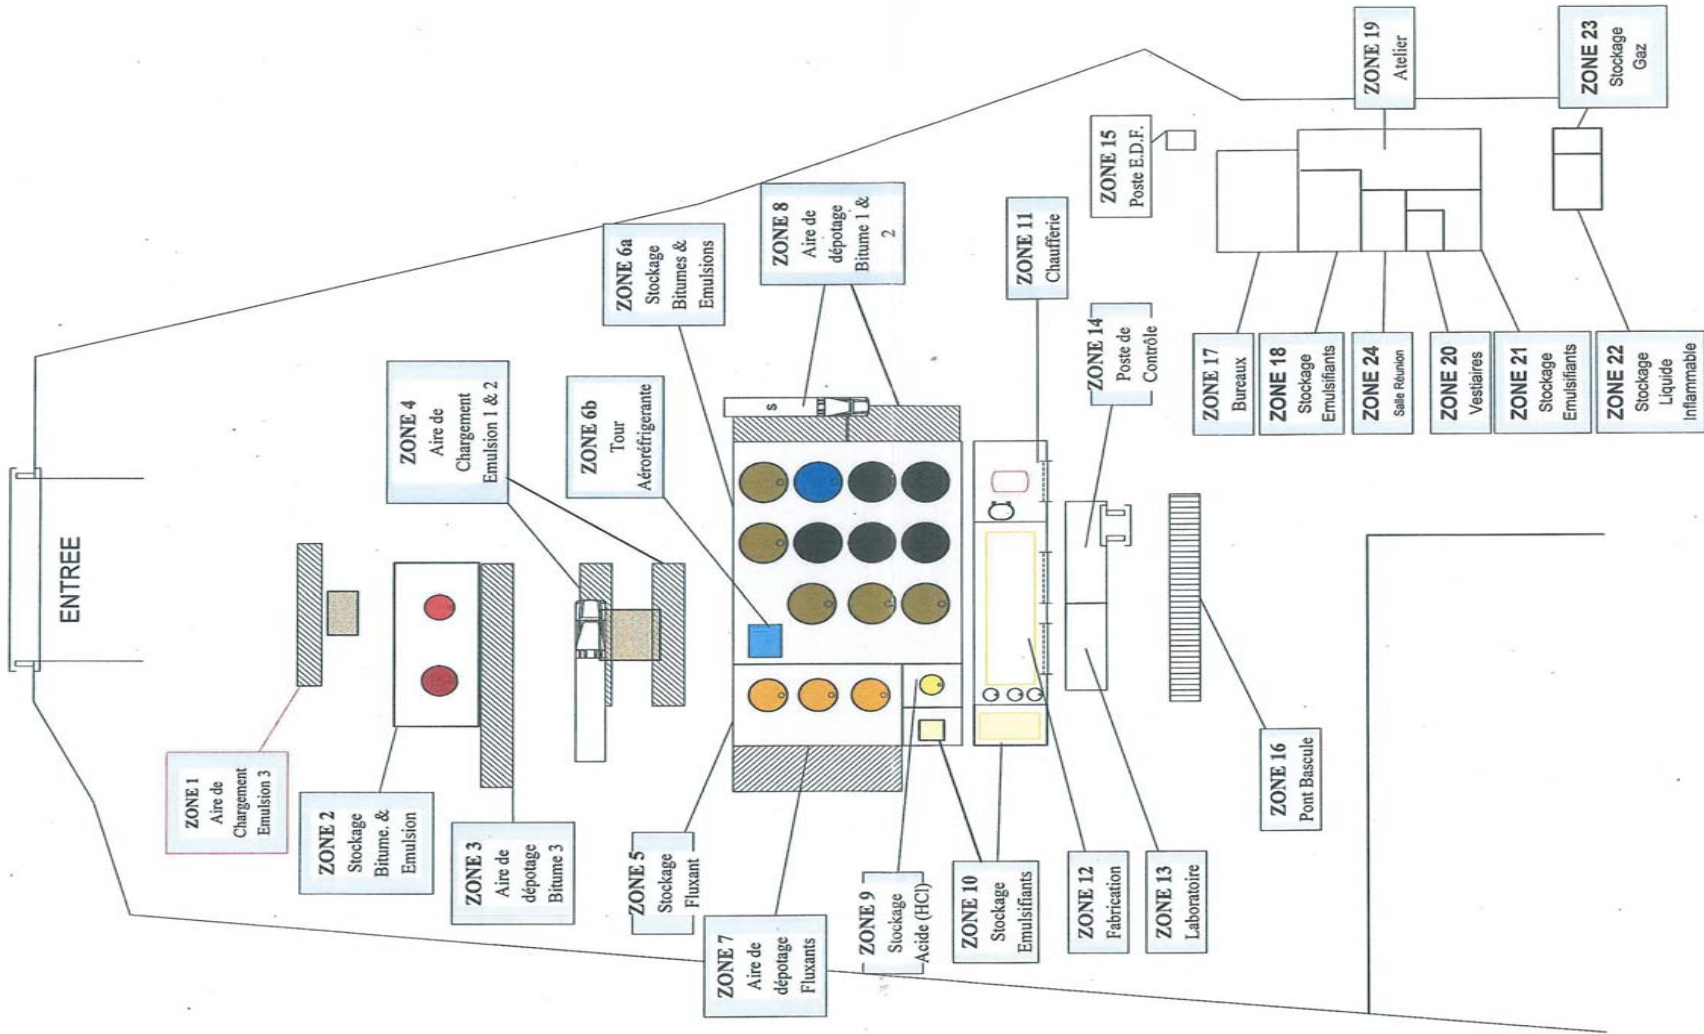 ENTREE
ZONE 1
Aire de
Chargement
Emulsion 3
ZONE 2
Stockage
Bitume. &
Emulsion
ZONE 3
Aire de
dépotage
Bitume 3
ZONE 4
Aire de
Chargement
Emulsion 1 & 2
ZONE 5
Stockage
Fluxant
ZONE 6a
Stockage
Bitumes &
Emulsions
ZONE 6b
Tour
Aéroréfrigerante
ZONE 7
Aire de
dépotage
Fluxants
ZONE 8
Aire de
dépotage
Bitume 1 &
2
S
ZONE 9
Stockage
Acide (HCl)
ZONE 10
Stockage
Emulsifiants
ZONE 11
Chaufferie
ZONE 12
Fabrication
ZONE 13
Laboratoire
ZONE 14
Poste de
Contrôle
ZONE 15
Poste E.D.F.
ZONE 16
Pont Bascule
ZONE 17
Bureaux
ZONE 18
Stockage
Emulsifiants
ZONE 24
Salle Réunion
ZONE 20
Vestiaires
ZONE 21
Stockage
Emulsifiants
ZONE 22
Stockage
Liquide
Inflammable
ZONE 19
Atelier
ZONE 23
Stockage
Gaz